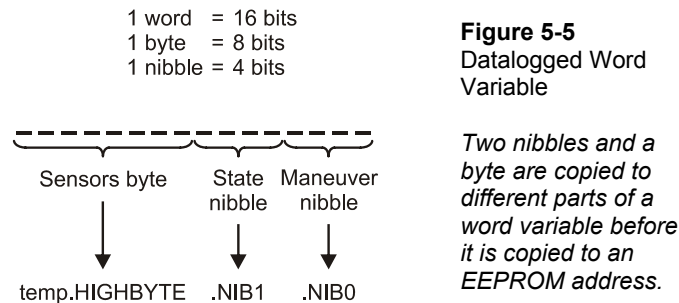 1 word = 16 bits
1 byte = 8 bits
1 nibble = 4 bits
Sensors byte
State nibble
Maneuver nibble
temp.HIGHBYTE .NIB1 .NIB0
Figure 5-5
Datalogged Word
Variable
Two nibbles and a
byte are copied to
different parts of a
word variable before
it is copied to an
EEPROM address.